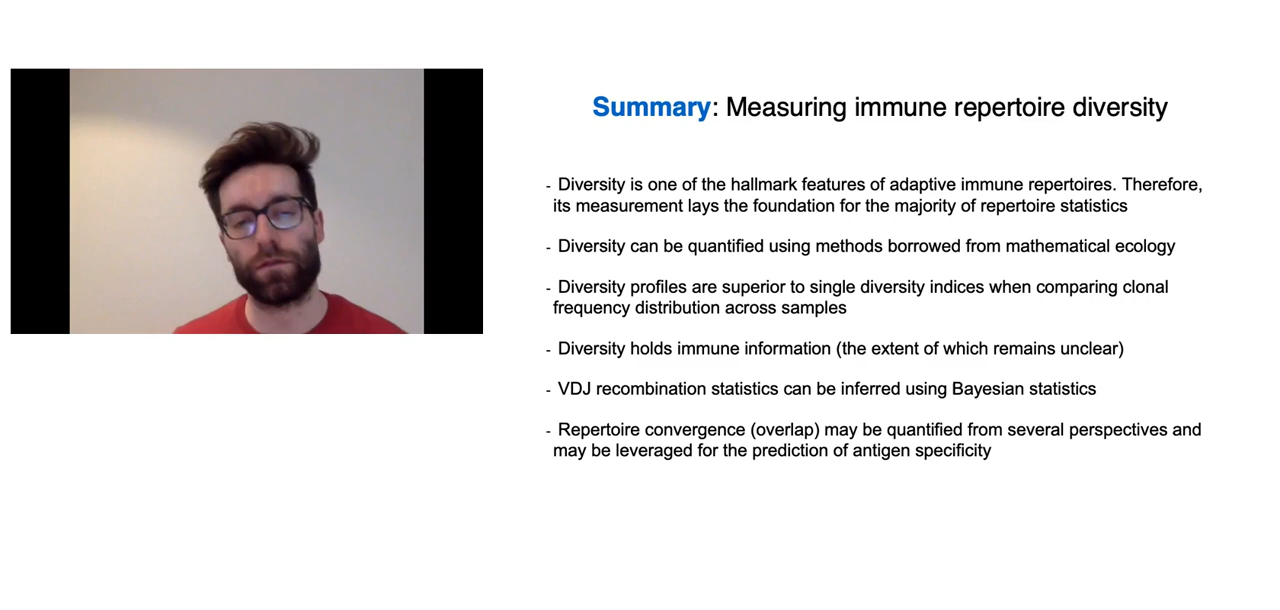 Summary: Measuring immune repertoire diversity
- Diversity is one of the hallmark features of adaptive immune repertoires. Therefore,
its measurement lays the foundation for the majority of repertoire statistics
- Diversity can be quantified using methods borrowed from mathematical ecology
- Diversity profiles are superior to single diversity indices when comparing clonal
frequency distribution across samples
- Diversity holds immune information (the extent of which remains unclear)
- VDJ recombination statistics can be inferred using Bayesian statistics
- Repertoire convergence (overlap) may be quantified from several perspectives and
may be leveraged for the prediction of antigen specificity